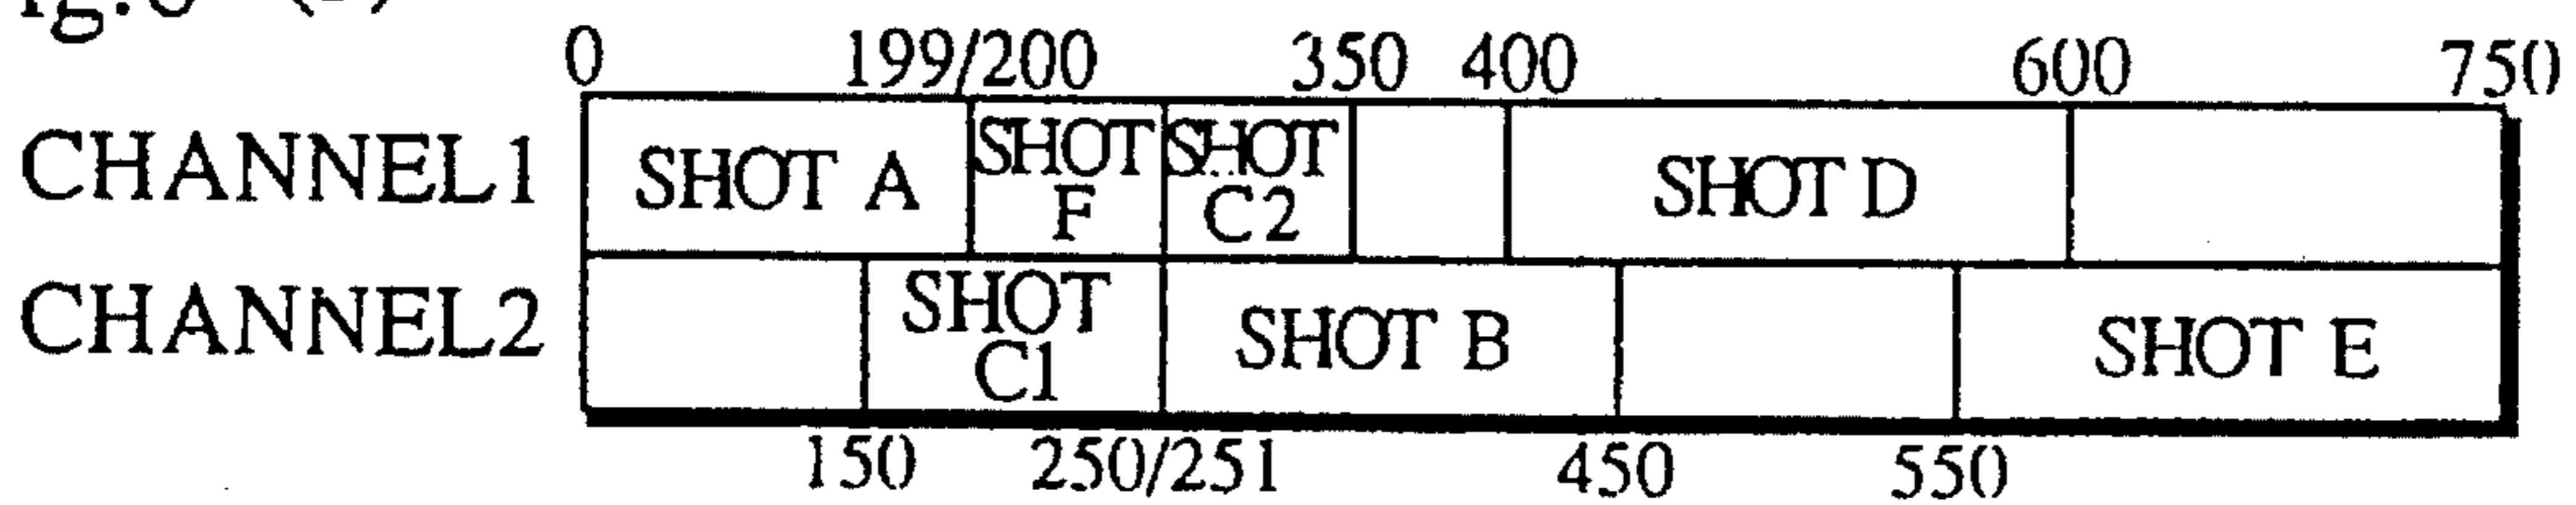 0 199/200 350 400 600 750
CHANNEL1 SHOT A SHOT F SHOT C2 SHOT D
CHANNEL2 SHOT C1 SHOT B SHOT E
150 250/251 450 550